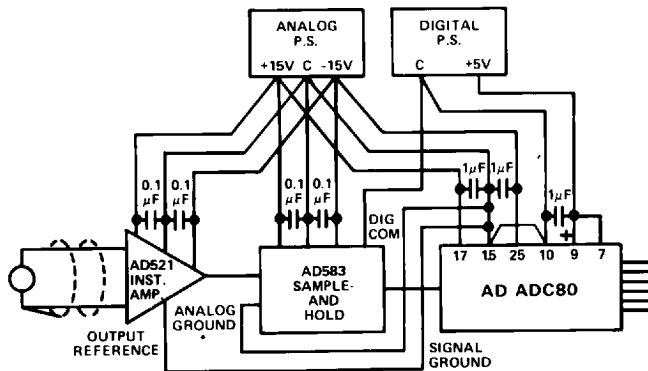 ANALOG
P.S.
+15V C -15V
DIGITAL
P.S.
C +5V
0.1
μF
0.1
μF
0.1
μF
0.1
μF
1μF
1μF
1μF
+
DIG
COM
17 15 25 10 9 7
AD521
INST.
AMP
AD583
SAMPLE-
AND
HOLD
AD ADC80
ANALOG
GROUND
OUTPUT
REFERENCE
SIGNAL
GROUND